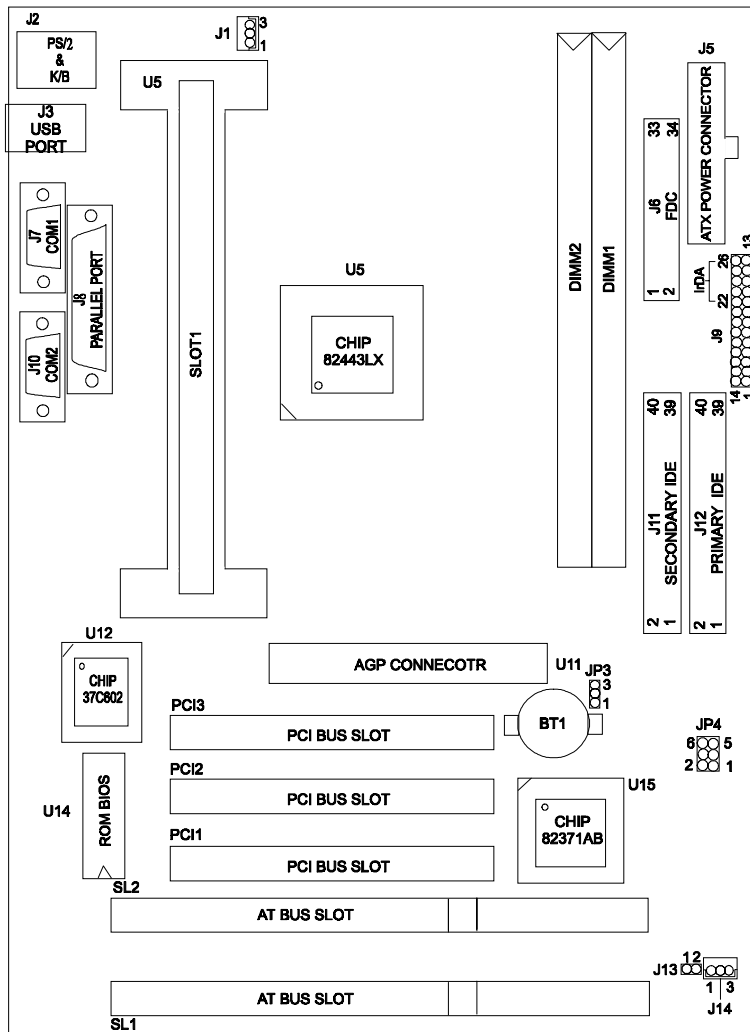 J2
PS/2
&
K/B
J1
3
1
U5
J3
USB
PORT
J5
ATX POWER CONNECTOR
33
34
J6
FDC
1
2
J7
COM1
J8
PARALLEL PORT
J10
COM2
SLOT1
U5
CHIP
82443LX
DIMM2
DIMM1
13
26
IrDA
22
J9
14
1
40
39
J11
SECONDARY IDE
2
1
40
39
J12
PRIMARY IDE
2
1
U12
CHIP
37C602
AGP CONNECOTR
U11
JP3
3
1
BT1
PCI3
PCI BUS SLOT
JP4
6
5
2
1
U14
ROM BIOS
PCI2
PCI BUS SLOT
U15
CHIP
82371AB
PCI1
PCI BUS SLOT
SL2
AT BUS SLOT
J13
1 2
1
3
J14
AT BUS SLOT
SL1